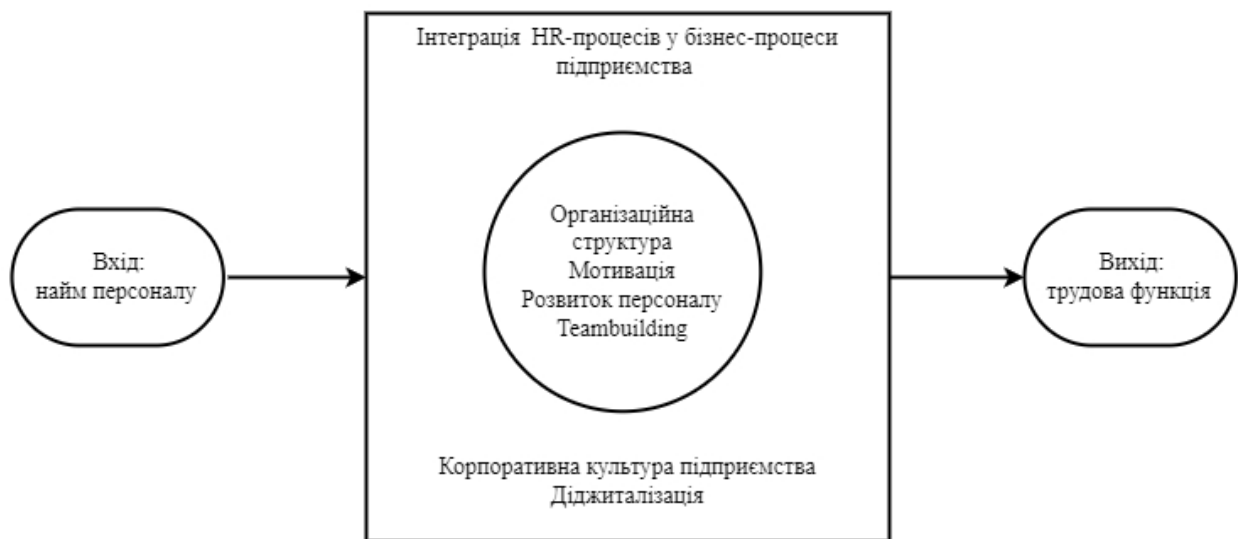 Інтеграція HR-процесів у бізнес-процеси
підприємства
Вхід:
найм персоналу
Організаційна
структура
Мотивація
Розвиток персоналу
Teambuilding
Вихід:
трудова функція
Корпоративна культура підприємства
Діджиталізація